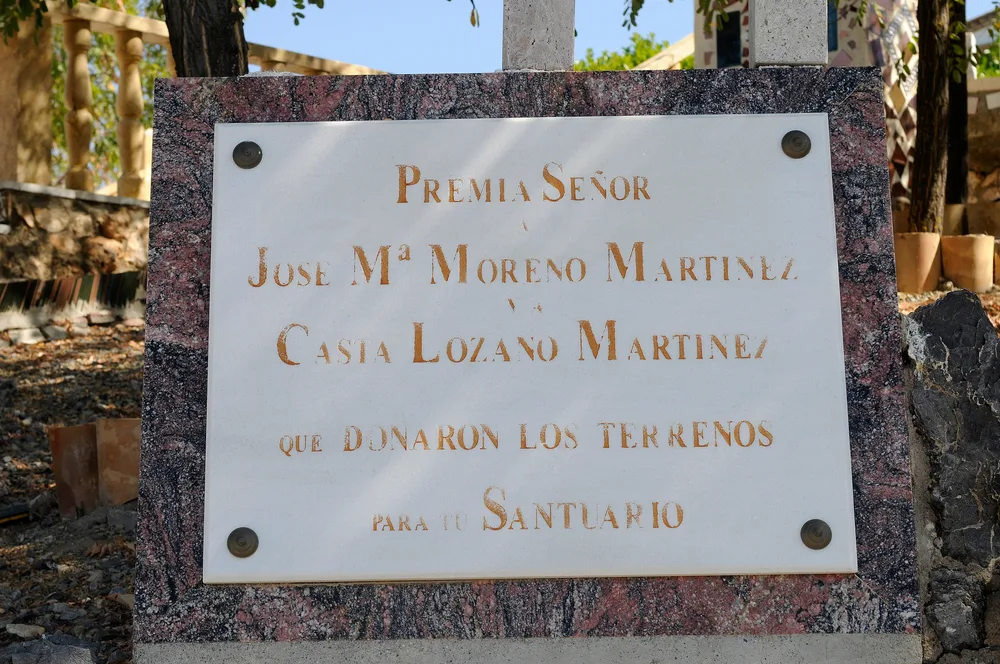 PREMIA SEÑOR
A
JOSE Mª MORENO MARTINEZ
Y A
CASTA LOZANO MARTINEZ
QUE DONARON LOS TERRENOS
PARA TU SANTUARIO